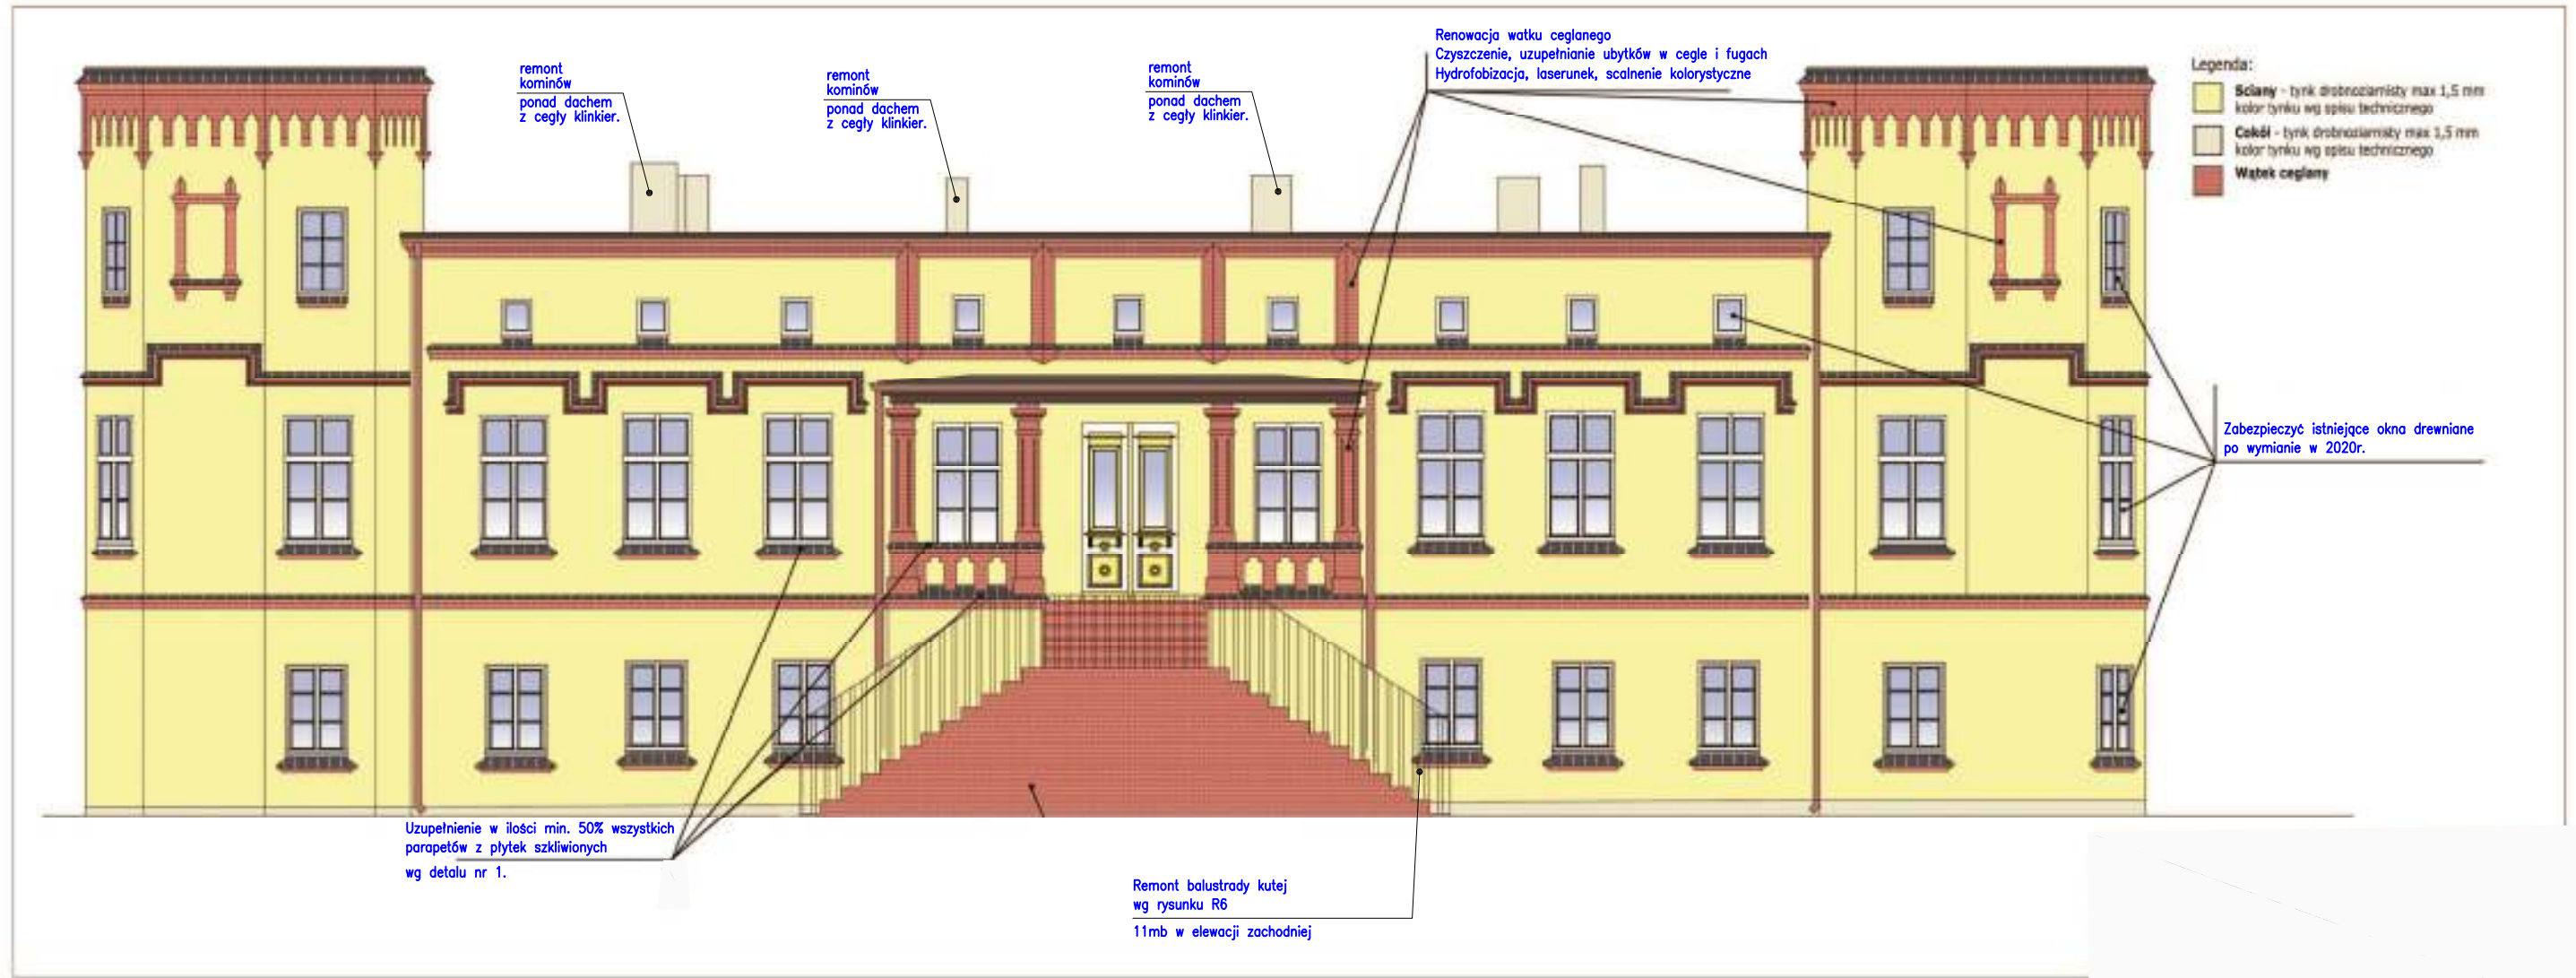 remont
kominów
ponad dachem
z cegły klinkier.
remont
kominów
ponad dachem
z cegły klinkier.
remont
kominów
ponad dachem
z cegły klinkier.
Renowacja watku ceglanego
Czyszczenie, uzupełnianie ubytków w cegle i fugach
Hydrofobizacja, laserunek, scalnenie kolorystyczne
Legenda:
Sciany - tynk drobnoziarnisty max 1,5 mm
kolor tynku wg spisu technicznego
Cokół - tynk drobnoziarnisty max 1,5 mm
kolor tynku wg spisu technicznego
Wątek ceglany
Zabezpieczyć istniejące okna drewniane
po wymianie w 2020r.
Uzupełnienie w ilości min. 50% wszystkich
parapetów z płytek szkliwionych
wg detalu nr 1.
Remont balustrady kutej
wg rysunku R6
11mb w elewacji zachodniej